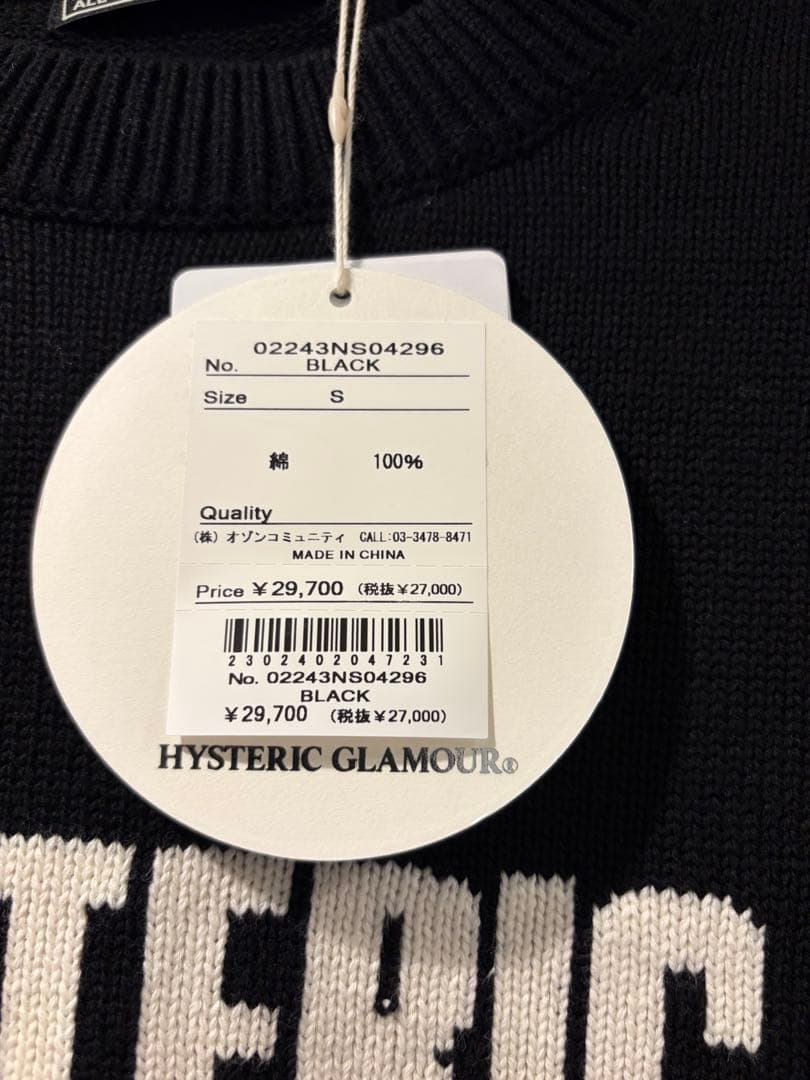 ALL
02243NS04296
No. BLACK
Size S
綿 100%
Quality
(株) オゾンコミュニティ CALL:03-3478-8471
MADE IN CHINA
Price ¥29,700 (税抜¥27,000)
2302402047231
No. 02243NS04296
BLACK
¥29,700 (税抜¥27,000)
HYSTERIC GLAMOUR®
TERIC